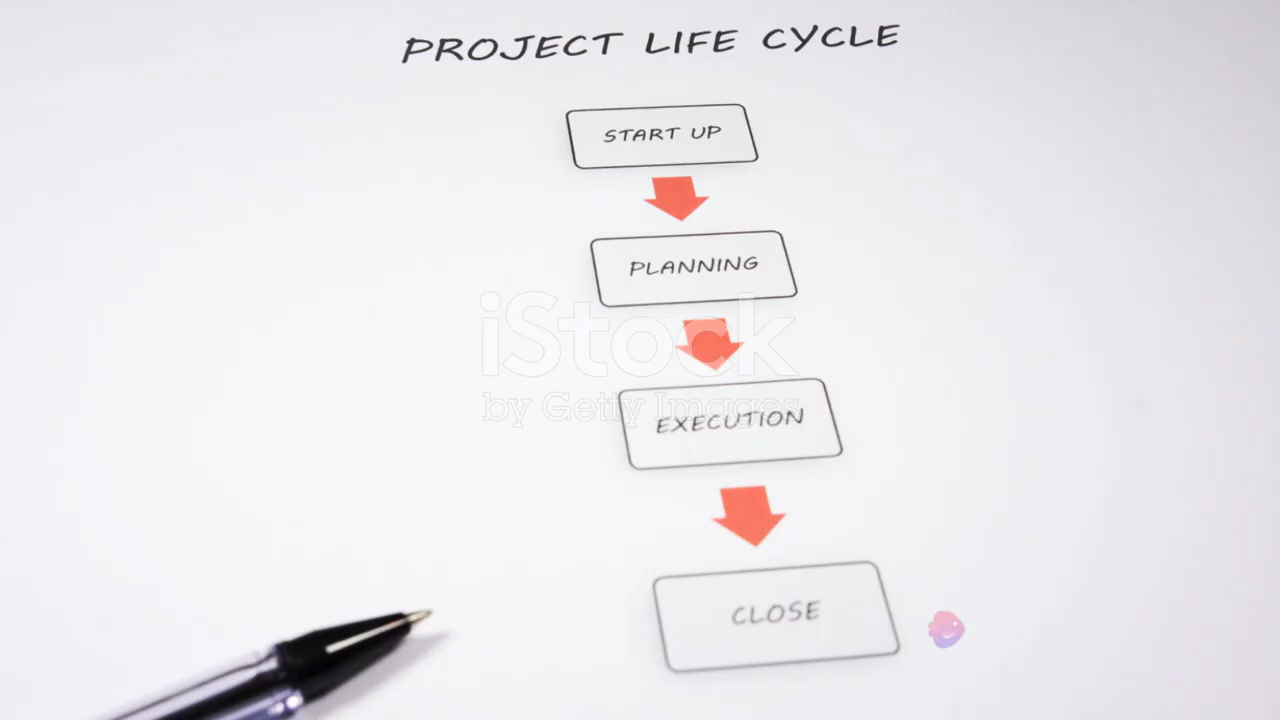 PROJECT LIFE CYCLE
START UP
PLANNING
iStock
by Getty Images
EXECUTION
CLOSE